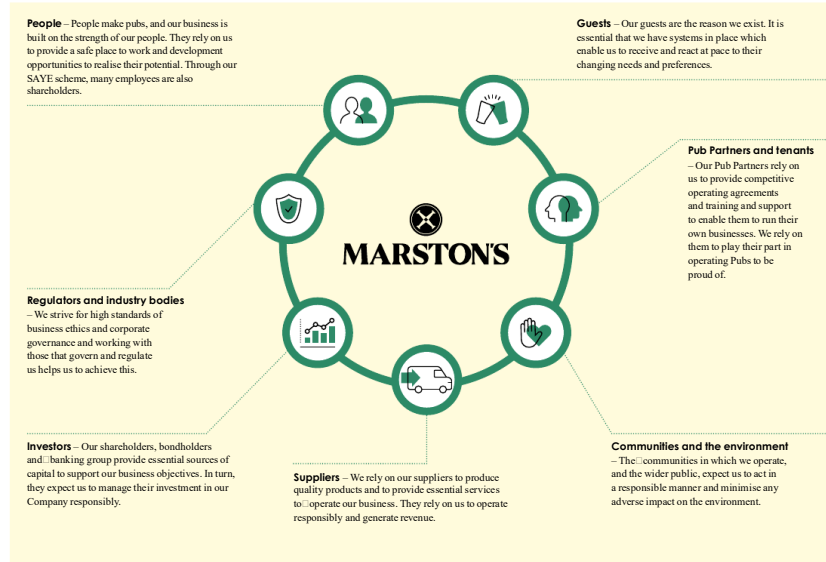 People – People make pubs, and our business is
built on the strength of our people. They rely on us
to provide a safe place to work and development
opportunities to realise their potential. Through our
SAYE scheme, many employees are also
shareholders.
Guests – Our guests are the reason we exist. It is
essential that we have systems in place which
enable us to receive and react at pace to their
changing needs and preferences.
Pub Partners and tenants
– Our Pub Partners rely on
us to provide competitive
operating agreements
and training and support
to enable them to run their
own businesses. We rely on
them to play their part in
operating Pubs to be
proud of.
MARSTON'S
Regulators and industry bodies
– We strive for high standards of
business ethics and corporate
governance and working with
those that govern and regulate
us helps us to achieve this.
Investors – Our shareholders, bondholders
and□banking group provide essential sources of
capital to support our business objectives. In turn,
they expect us to manage their investment in our
Company responsibly.
Suppliers – We rely on our suppliers to produce
quality products and to provide essential services
to□operate our business. They rely on us to operate
responsibly and generate revenue.
Communities and the environment
– The□communities in which we operate,
and the wider public, expect us to act in
a responsible manner and minimise any
adverse impact on the environment.